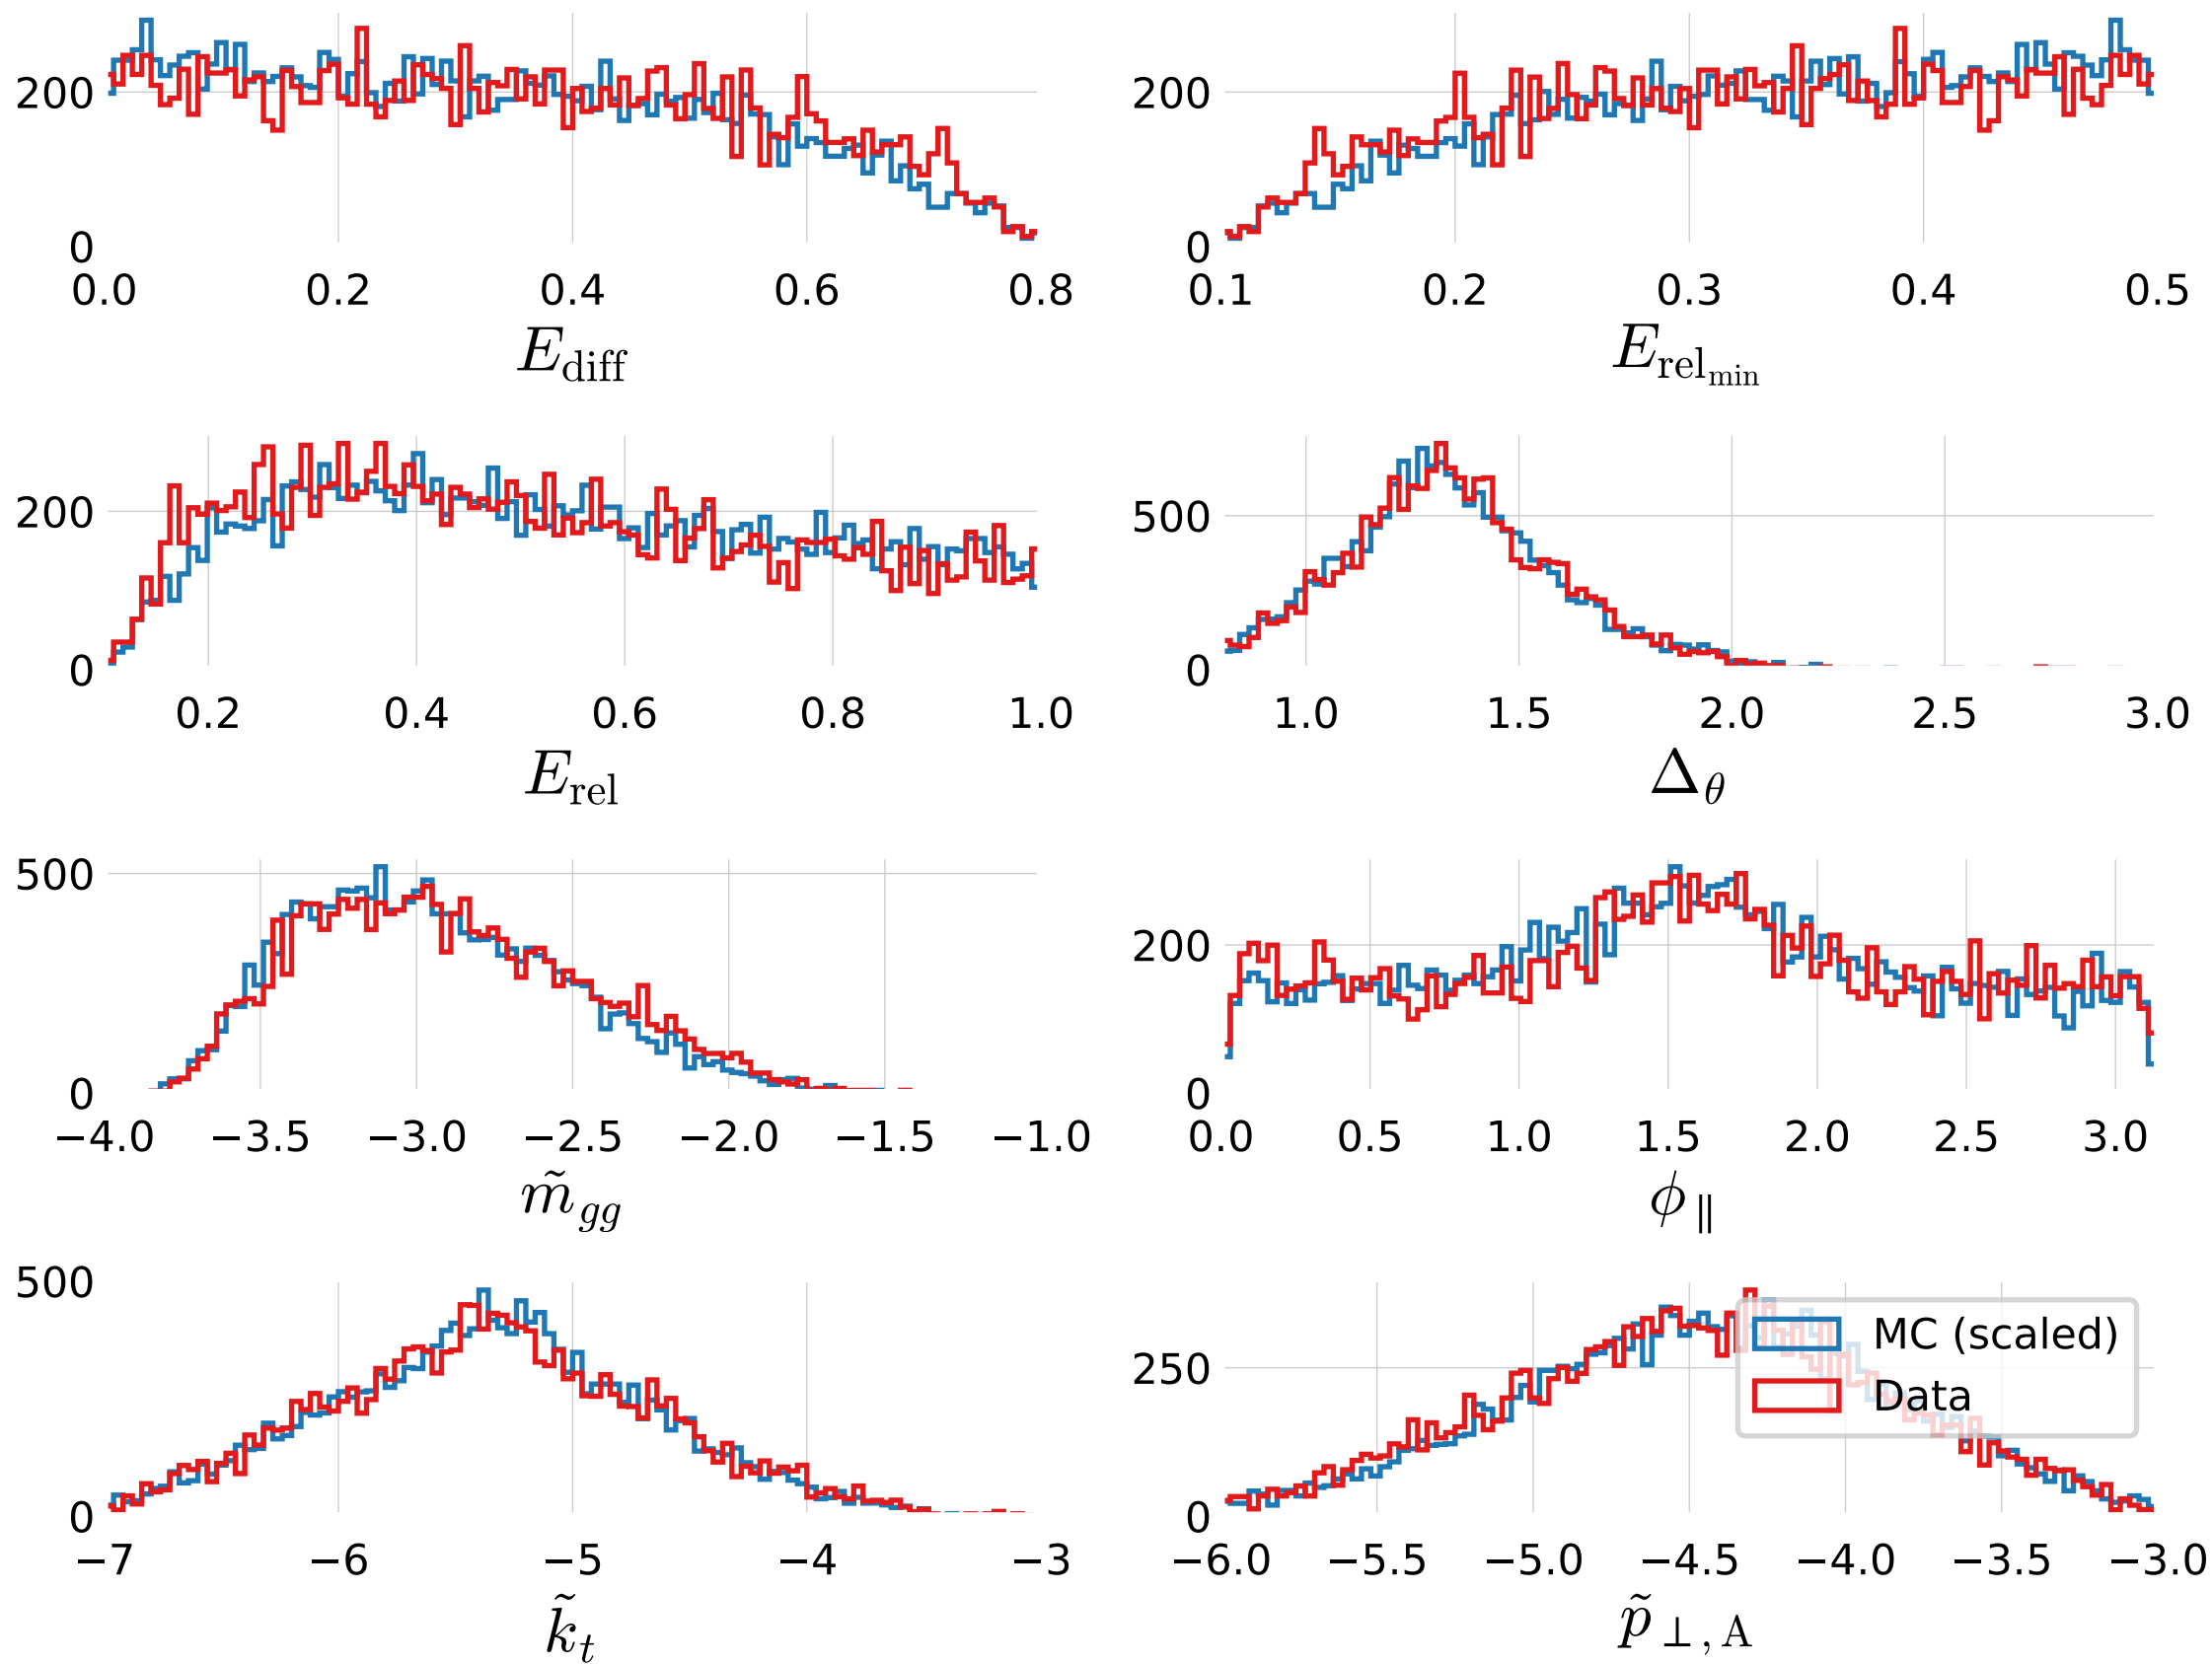 200
0
0.0 0.2 0.4 0.6 0.8
E_diff
200
0
0.1 0.2 0.3 0.4 0.5
E_rel_min
200
0
0.2 0.4 0.6 0.8 1.0
E_rel
500
0
1.0 1.5 2.0 2.5 3.0
Δ_θ
500
0
−4.0 −3.5 −3.0 −2.5 −2.0 −1.5 −1.0
m̃_gg
200
0
0.0 0.5 1.0 1.5 2.0 2.5 3.0
ϕ_∥
500
0
−7 −6 −5 −4 −3
k̃_t
250
0
−6.0 −5.5 −5.0 −4.5 −4.0 −3.5 −3.0
p̃_⊥,A
MC (scaled)
Data